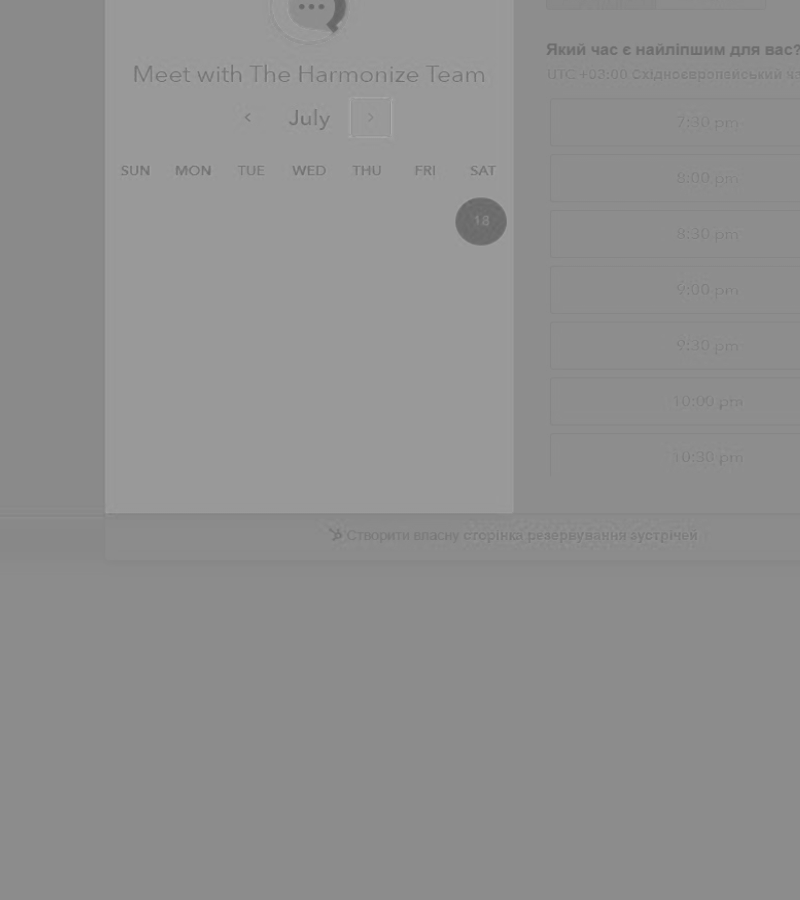 Meet with The Harmonize Team
July
SUN MON TUE WED THU FRI SAT
18
Який час є найліпшим для вас?
UTC +03:00 Східноєвропейський
7:30 pm
8:00 pm
8:30 pm
9:00 pm
9:30 pm
10:00 pm
10:30 pm
Створити власну сторінка резервування зустрічей